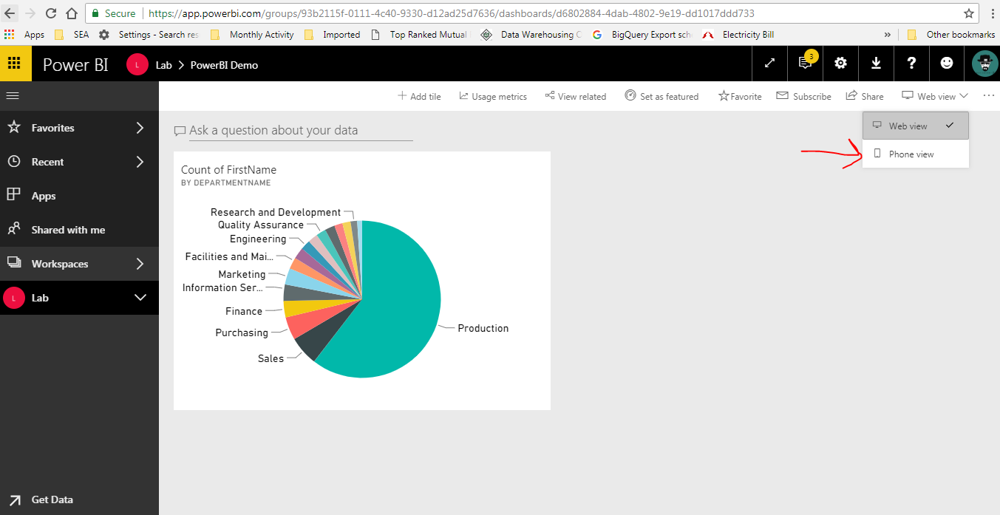 Secure https://app.powerbi.com/groups/93b2115f-0111-4c40-9330-d12ad25d7636/dashboards/d6802884-4dab-4802-9e19-dd1017ddd733
Apps SEA Settings - Search res Monthly Activity Imported Top Ranked Mutual Data Warehousing C BigQuery Export sch Electricity Bill » Other bookmarks
Power BI L Lab > PowerBI Demo 3 ?
Add tile Usage metrics View related Set as featured Favorite Subscribe Share Web view ...
Web view
Phone view
Favorites
Recent
Apps
Shared with me
Workspaces
L Lab
Get Data
Ask a question about your data
Count of FirstName
BY DEPARTMENTNAME
Research and Development
Quality Assurance
Engineering
Facilities and Mai...
Marketing
Information Ser...
Finance
Purchasing
Sales
Production